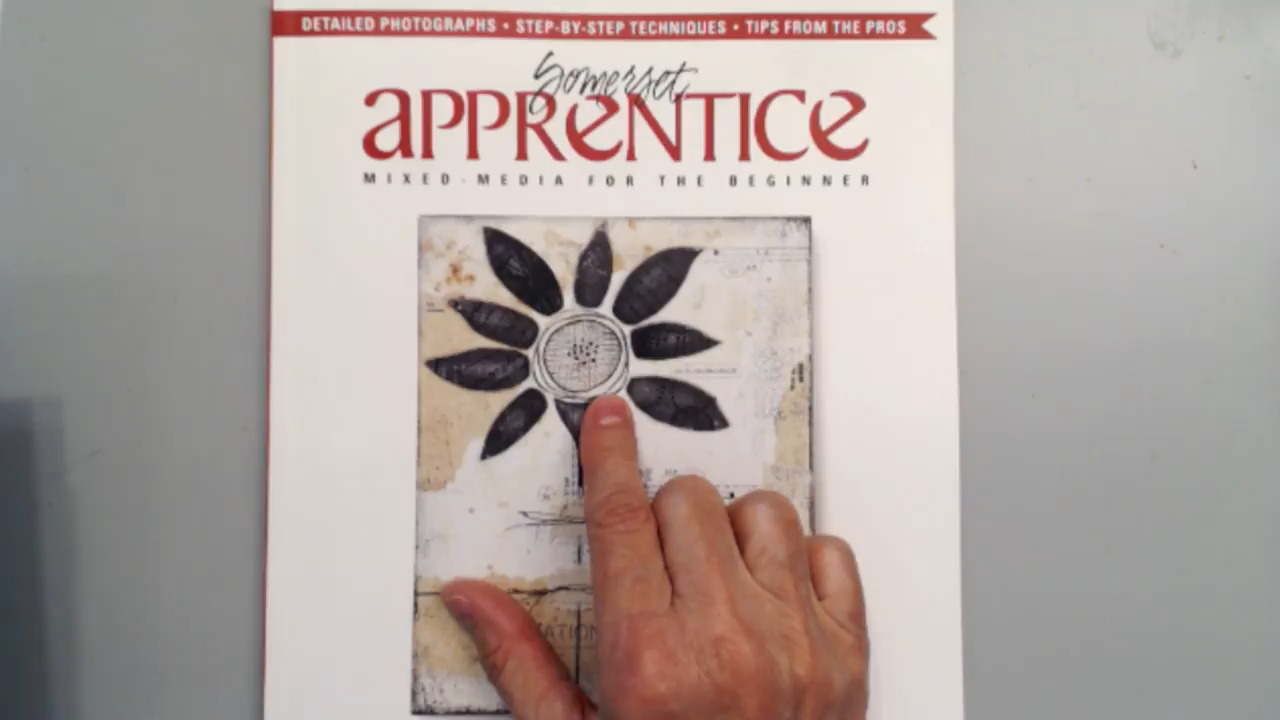 DETAILED PHOTOGRAPHS • STEP-BY-STEP TECHNIQUES • TIPS FROM THE PROS
Somerset
APPRENTICE
MIXED-MEDIA FOR THE BEGINNER